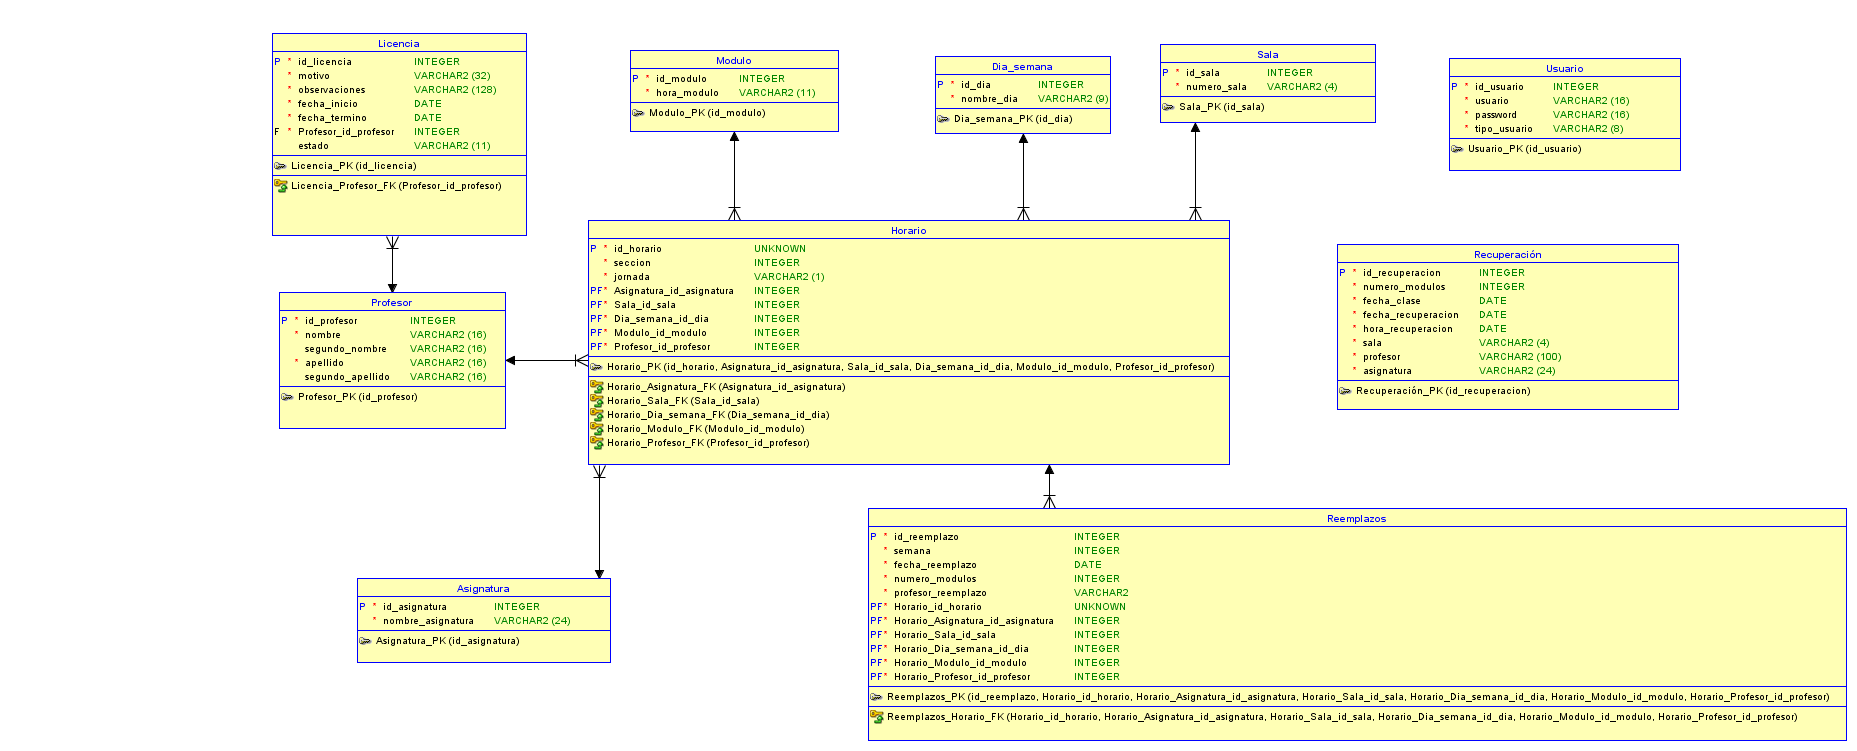 Licencia
P * id_licencia INTEGER
* motivo VARCHAR2 (32)
* observaciones VARCHAR2 (128)
* fecha_inicio DATE
* fecha_termino DATE
F * Profesor_id_profesor INTEGER
estado VARCHAR2 (11)
Licencia_PK (id_licencia)
Licencia_Profesor_FK (Profesor_id_profesor)
Modulo
P * id_modulo INTEGER
* hora_modulo VARCHAR2 (11)
Modulo_PK (id_modulo)
Dia_semana
P * id_dia INTEGER
* nombre_dia VARCHAR2 (9)
Dia_semana_PK (id_dia)
Sala
P * id_sala INTEGER
* numero_sala VARCHAR2 (4)
Sala_PK (id_sala)
Usuario
P * id_usuario INTEGER
* usuario VARCHAR2 (16)
* password VARCHAR2 (16)
* tipo_usuario VARCHAR2 (8)
Usuario_PK (id_usuario)
Profesor
P * id_profesor INTEGER
* nombre VARCHAR2 (16)
segundo_nombre VARCHAR2 (16)
* apellido VARCHAR2 (16)
segundo_apellido VARCHAR2 (16)
Profesor_PK (id_profesor)
Horario
P * id_horario UNKNOWN
* seccion INTEGER
* jornada VARCHAR2 (1)
PF* Asignatura_id_asignatura INTEGER
PF* Sala_id_sala INTEGER
PF* Dia_semana_id_dia INTEGER
PF* Modulo_id_modulo INTEGER
PF* Profesor_id_profesor INTEGER
Horario_PK (id_horario, Asignatura_id_asignatura, Sala_id_sala, Dia_semana_id_dia, Modulo_id_modulo, Profesor_id_profesor)
Horario_Asignatura_FK (Asignatura_id_asignatura)
Horario_Sala_FK (Sala_id_sala)
Horario_Dia_semana_FK (Dia_semana_id_dia)
Horario_Modulo_FK (Modulo_id_modulo)
Horario_Profesor_FK (Profesor_id_profesor)
Recuperación
P * id_recuperacion INTEGER
* numero_modulos INTEGER
* fecha_clase DATE
* fecha_recuperacion DATE
* hora_recuperacion DATE
* sala VARCHAR2 (4)
* profesor VARCHAR2 (100)
* asignatura VARCHAR2 (24)
Recuperación_PK (id_recuperacion)
Asignatura
P * id_asignatura INTEGER
* nombre_asignatura VARCHAR2 (24)
Asignatura_PK (id_asignatura)
Reemplazos
P * id_reemplazo INTEGER
* semana INTEGER
* fecha_reemplazo DATE
* numero_modulos INTEGER
* profesor_reemplazo VARCHAR2
PF* Horario_id_horario UNKNOWN
PF* Horario_Asignatura_id_asignatura INTEGER
PF* Horario_Sala_id_sala INTEGER
PF* Horario_Dia_semana_id_dia INTEGER
PF* Horario_Modulo_id_modulo INTEGER
PF* Horario_Profesor_id_profesor INTEGER
Reemplazos_PK (id_reemplazo, Horario_id_horario, Horario_Asignatura_id_asignatura, Horario_Sala_id_sala, Horario_Dia_semana_id_dia, Horario_Modulo_id_modulo, Horario_Profesor_id_profesor)
Reemplazos_Horario_FK (Horario_id_horario, Horario_Asignatura_id_asignatura, Horario_Sala_id_sala, Horario_Dia_semana_id_dia, Horario_Modulo_id_modulo, Horario_Profesor_id_profesor)